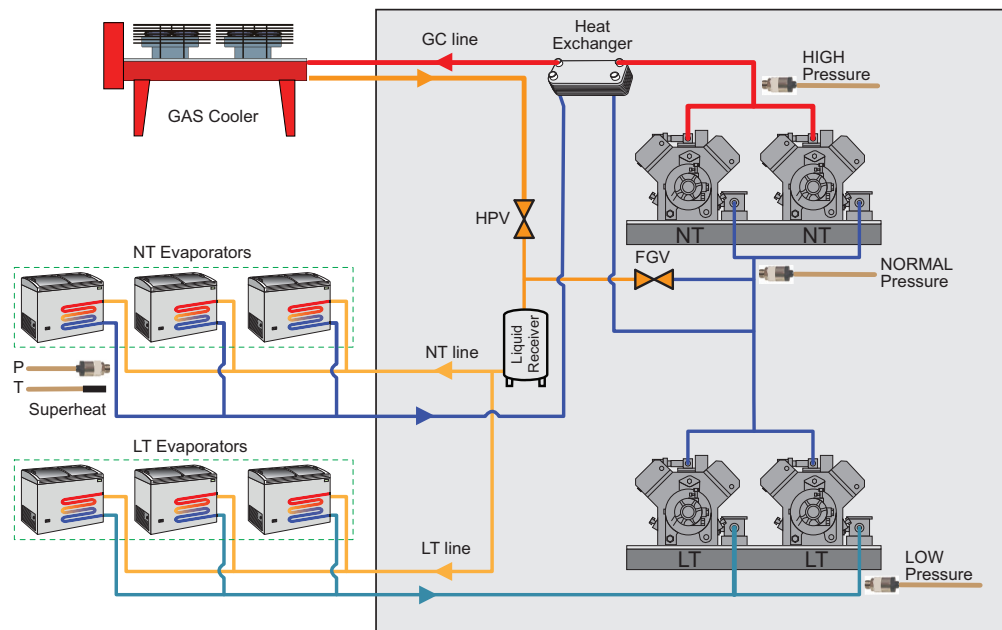 GC line
Heat
Exchanger
HIGH
Pressure
GAS Cooler
HPV
NT
NT
NT Evaporators
FGV
NORMAL
Pressure
Liquid
Receiver
NT line
P
T
Superheat
LT Evaporators
LT line
LT
LT
LOW
Pressure